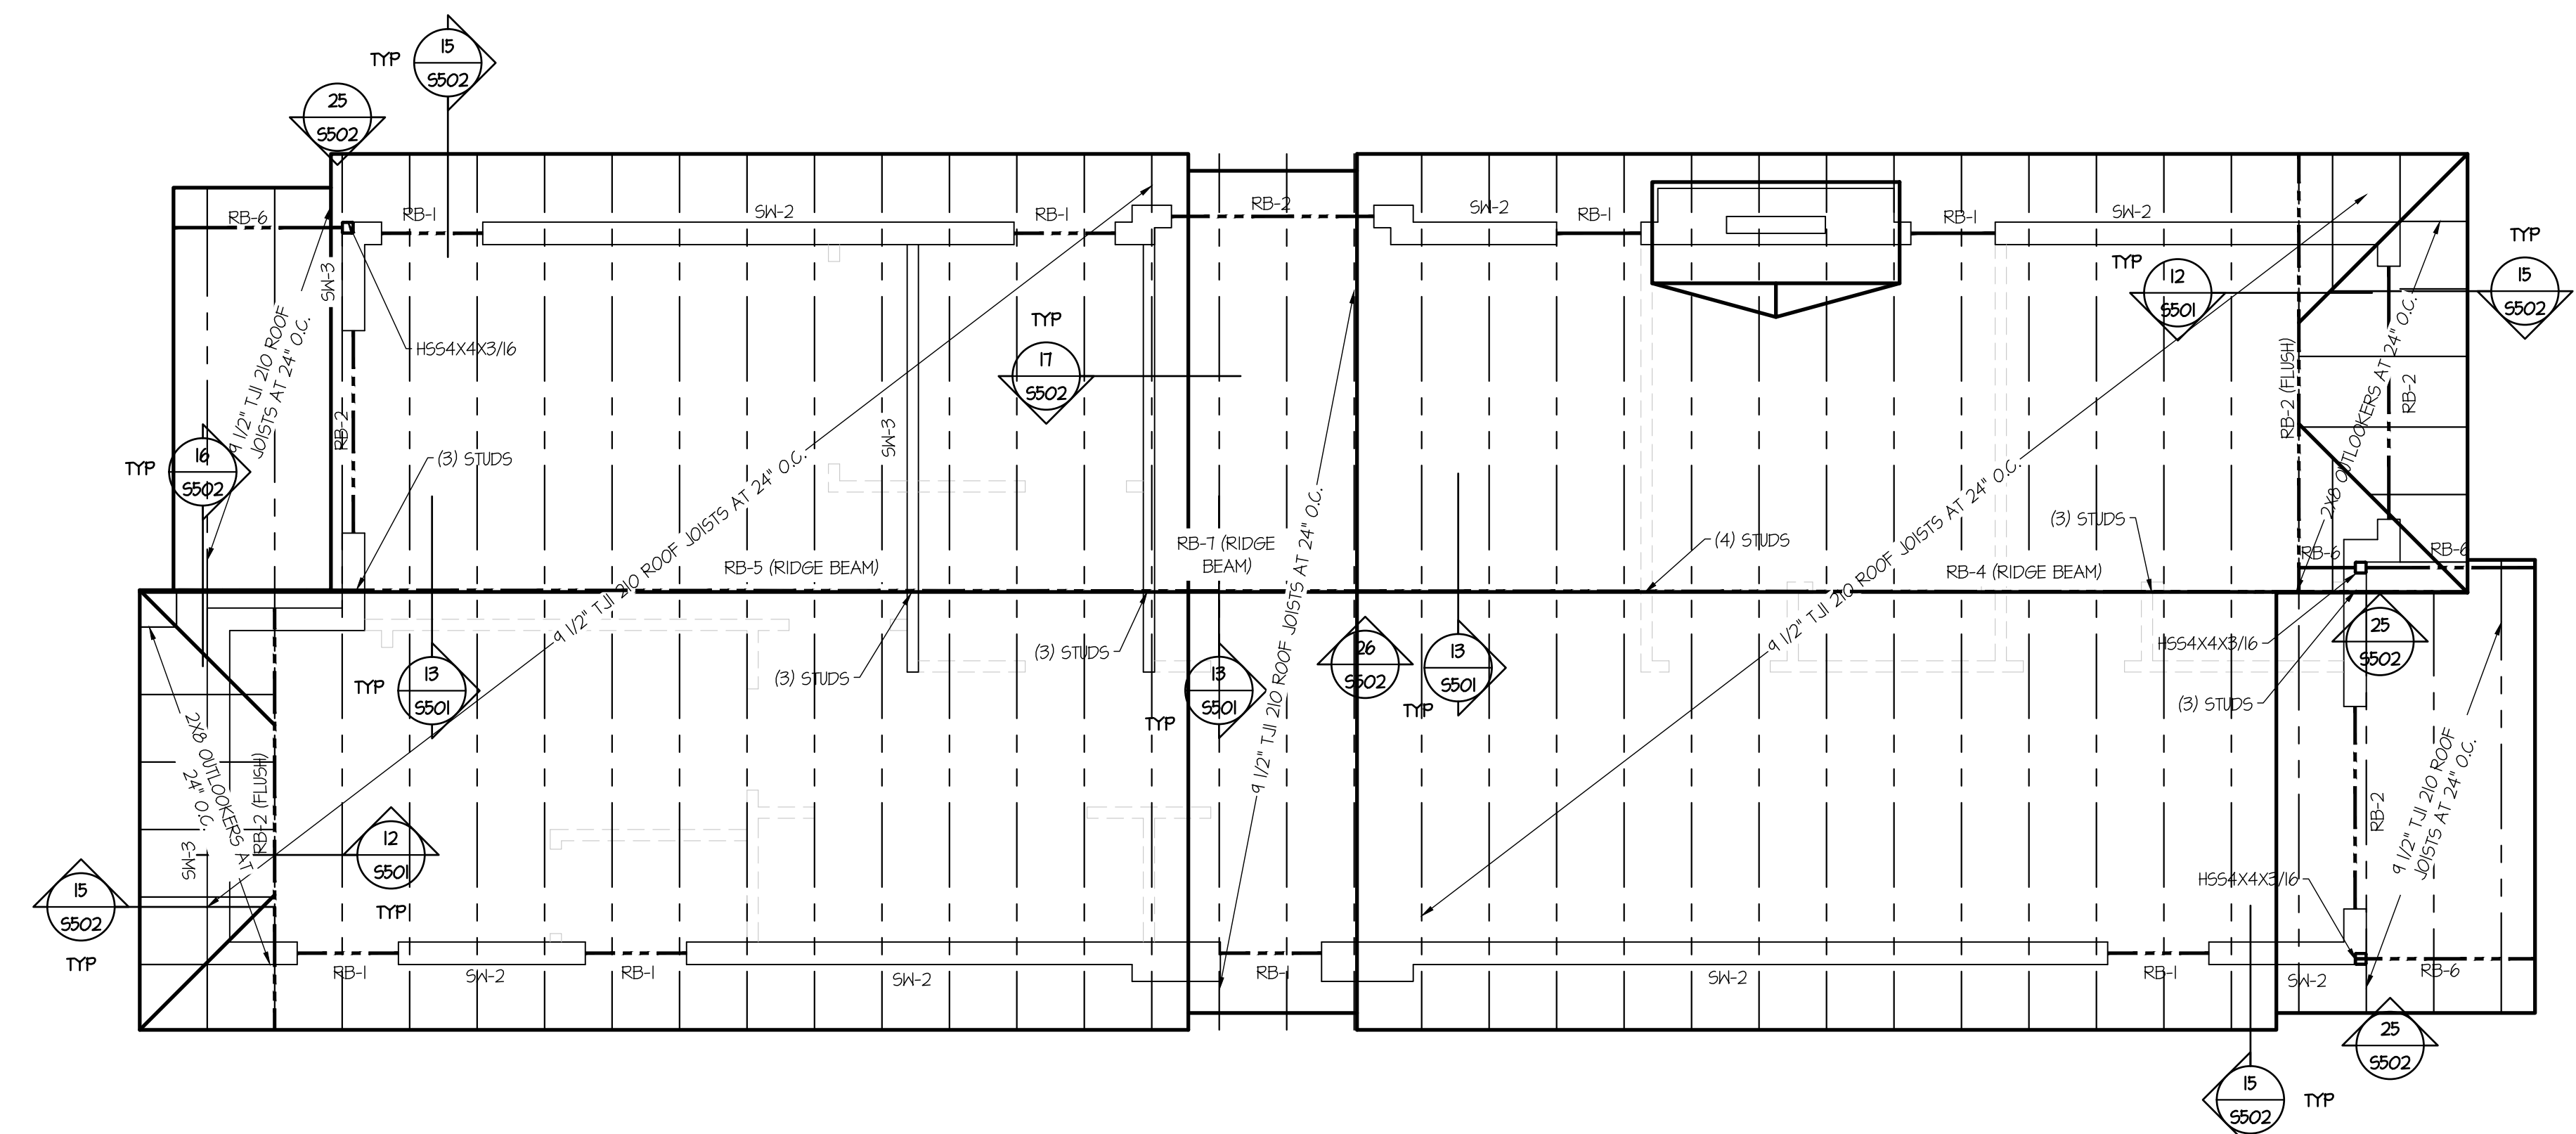 15
TYP
S502
25
S502
RB-6
RB-1
SW-2
RB-1
RB-2
SW-2
RB-1
RB-1
SW-2
TYP
15
S502
TYP
12
S501
SW-3
HSS4X4X3/16
9 1/2" TJI 210 ROOF
JOISTS AT 24" O.C.
TYP
17
S502
RB-2
SW-3
(3) STUDS
TYP
16
S502
9 1/2" TJI 210 ROOF JOISTS AT 24" O.C.
RB-2 (FLUSH)
2X8 OUTLOOKERS AT 24" O.C.
RB-2
9 1/2" TJI 210 ROOF JOISTS AT 24" O.C.
9 1/2" TJI 210 ROOF JOISTS AT 24" O.C.
(4) STUDS
(3) STUDS
RB-5 (RIDGE BEAM)
RB-7 (RIDGE
BEAM)
RB-4 (RIDGE BEAM)
RB-6
RB-6
HSS4X4X3/16
25
S502
(3) STUDS
(3) STUDS
(3) STUDS
TYP
13
S501
13
S501
TYP
26
S502
TYP
13
S501
2X8 OUTLOOKERS AT
24" O.C.
RB-2 (FLUSH)
SW-3
12
S501
TYP
15
S502
TYP
RB-2
9 1/2" TJI 210 ROOF
JOISTS AT 24" O.C.
HSS4X4X3/16
RB-1
SW-2
RB-1
SW-2
RB-1
SW-2
RB-1
SW-2
RB-6
25
S502
15
S502
TYP